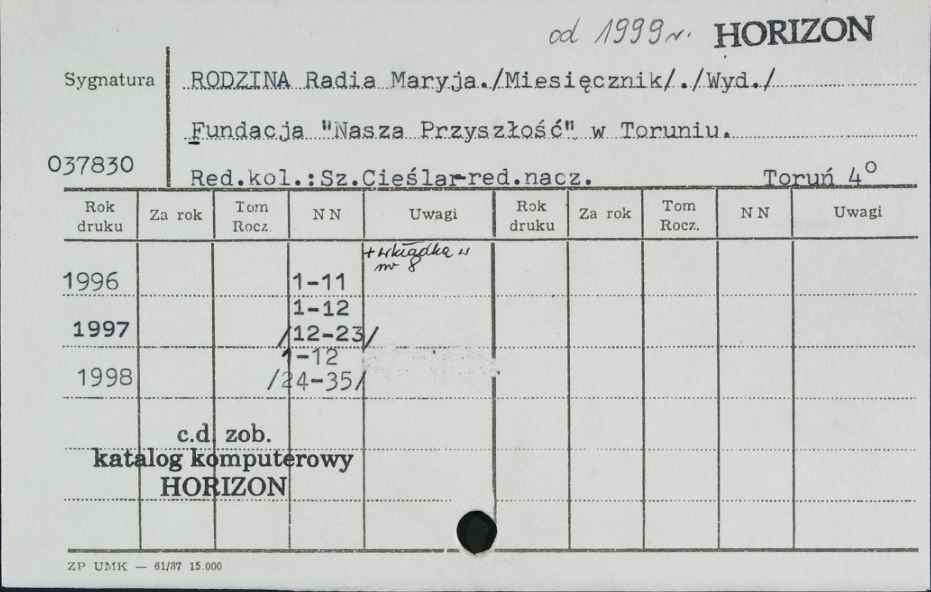 od 1999 r. HORIZON
Sygnatura RODZINA Radia Maryja./Miesięcznik/./Wyd./
Fundacja "Nasza Przyszłość" w Toruniu.
037830 Red.kol.:Sz.Cieślar-red.nacz. Toruń 4⁰
Rok druku Za rok Tom Rocz. NN Uwagi Rok druku Za rok Tom Rocz. NN Uwagi
+ wkładka w
nr 8
1996 1-11
1-12
1997 /12-23/
1-12
1998 /24-35/
c.d. zob.
katalog komputerowy
HORIZON
ZP UMK — 61/87 15.000